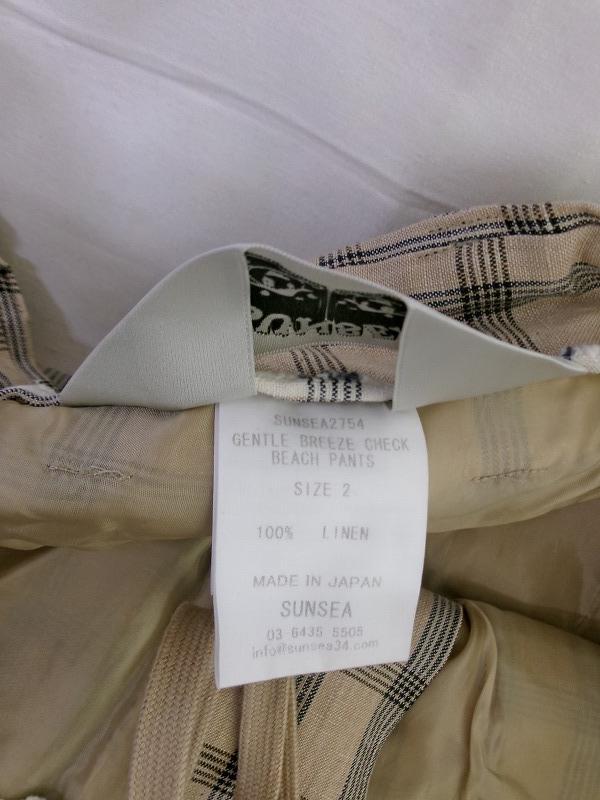 SUNSEA
SUNSEA2754
GENTLE BREEZE CHECK
BEACH PANTS
SIZE 2
100% LINEN
MADE IN JAPAN
SUNSEA
03 6435 5505
info@sunsea34.com